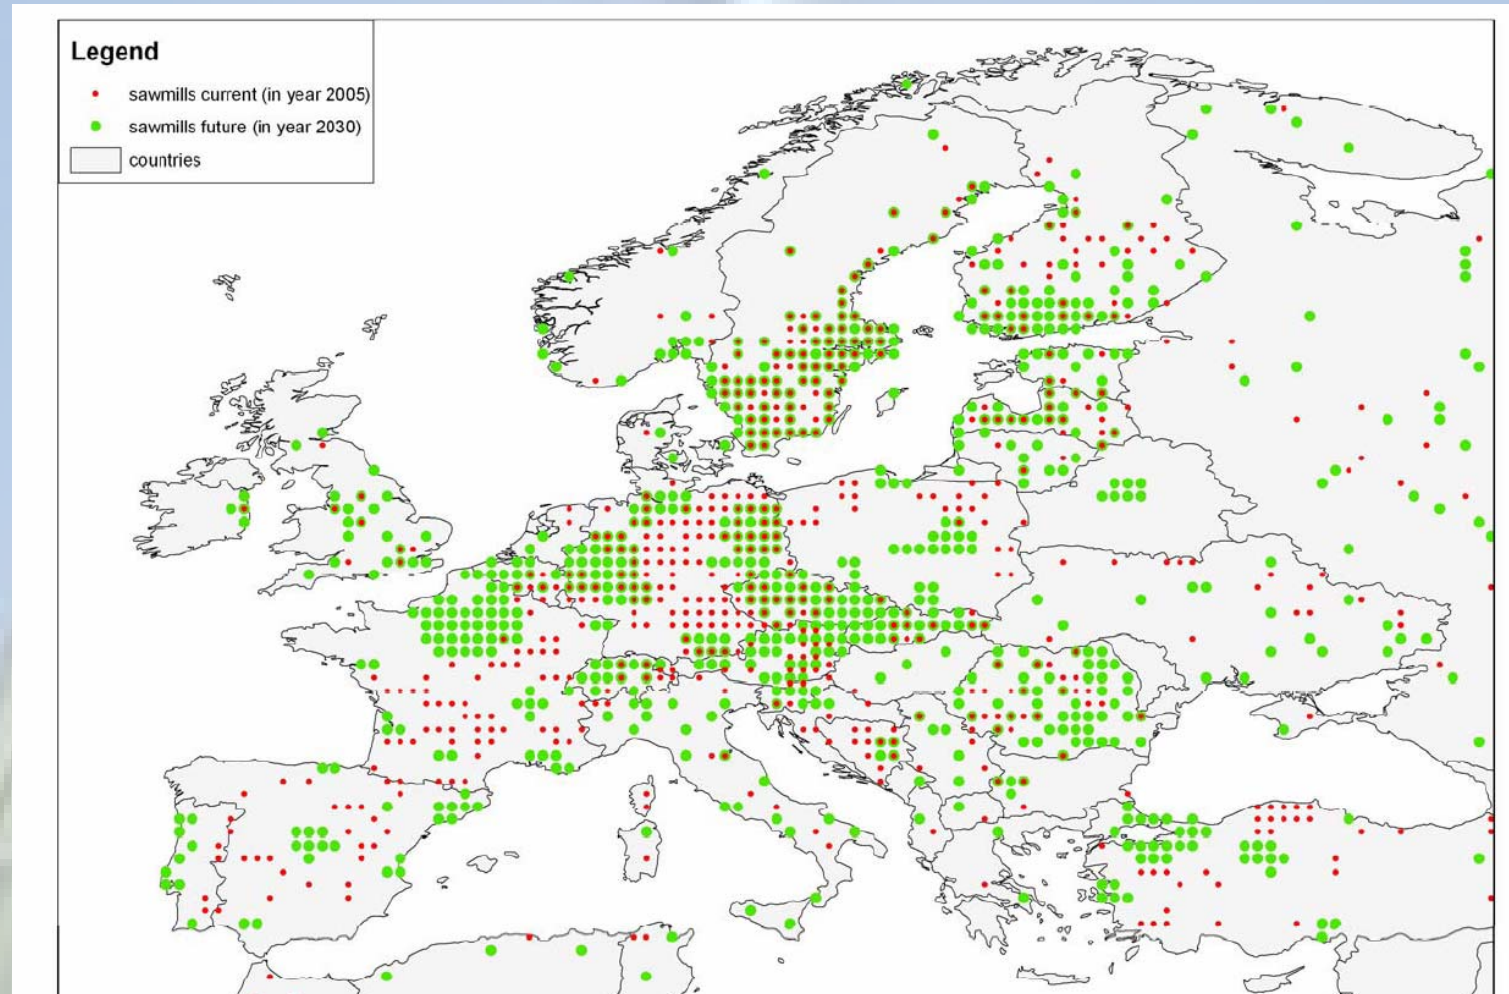 Legend
sawmills current (in year 2005)
sawmills future (in year 2030)
countries